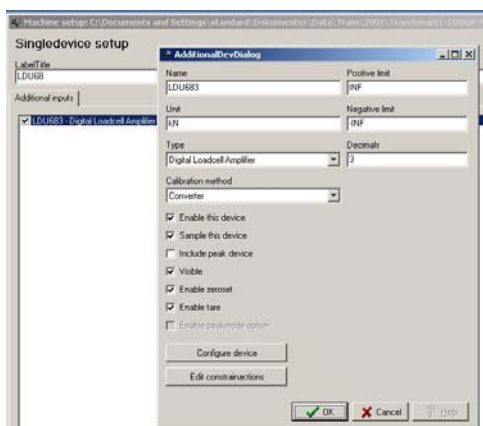 Machine setup: C:\Documents and Settings\standard\Dokumenter\Data\Tram\2005\TransSmart
Singledevice setup
LabelTitle
LDU68
Additional inputs
LDU683 - Digital Loadcell Amplifier
* AdditionalDevDialog
Name
Positive limit
LDU683
INF
Unit
Negative limit
kN
-INF
Type
Decimals
Digital Loadcell Amplifier
3
Calibration method
Converter
Enable this device
Sample this device
Include peak device
Visible
Enable zeroset
Enable tare
Enable peakmode option
Configure device
Edit constrainactions
OK
Cancel
Help